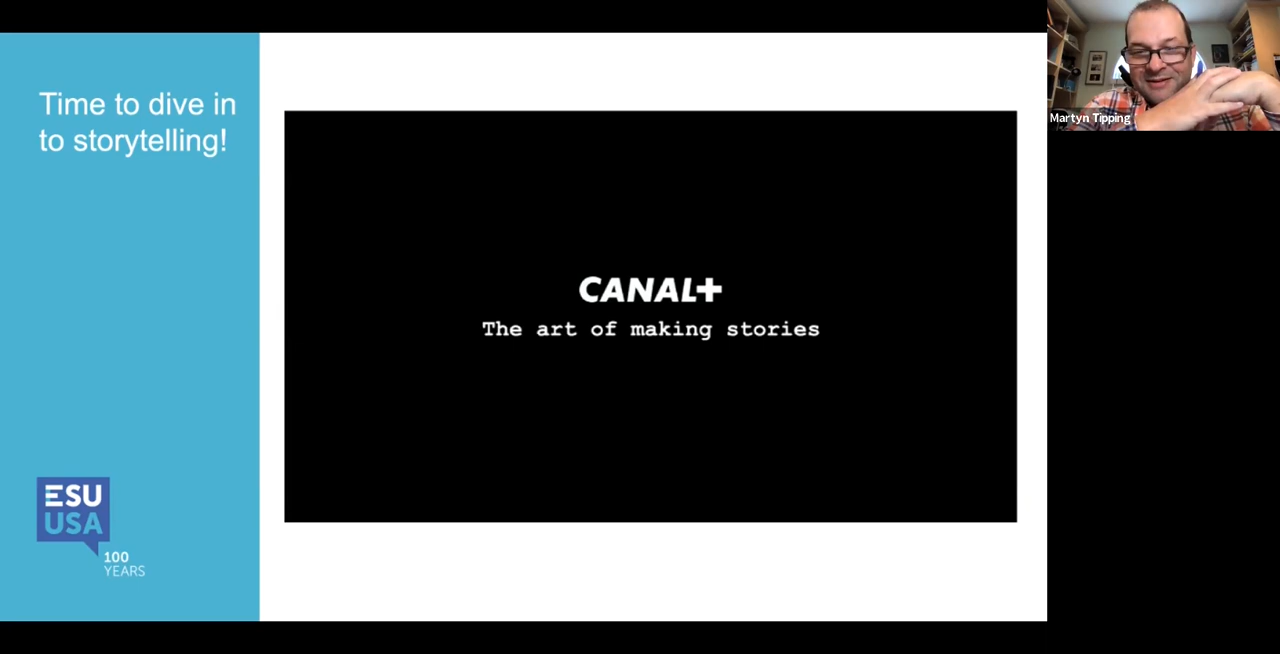 Time to dive in
to storytelling!
CANAL+
The art of making stories
ESU
USA
100
YEARS
Martyn Tipping